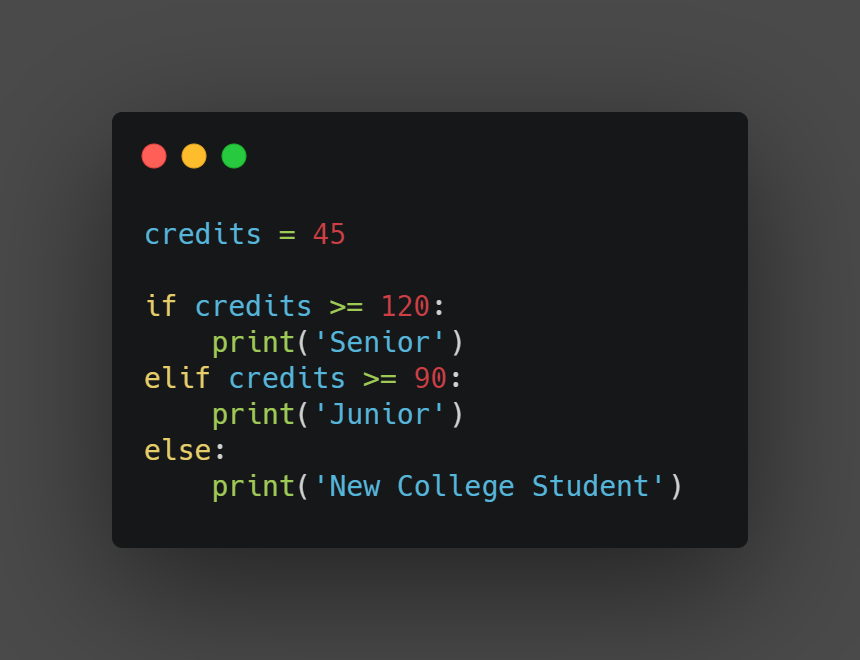 credits = 45
if credits >= 120:
    print('Senior')
elif credits >= 90:
    print('Junior')
else:
    print('New College Student')